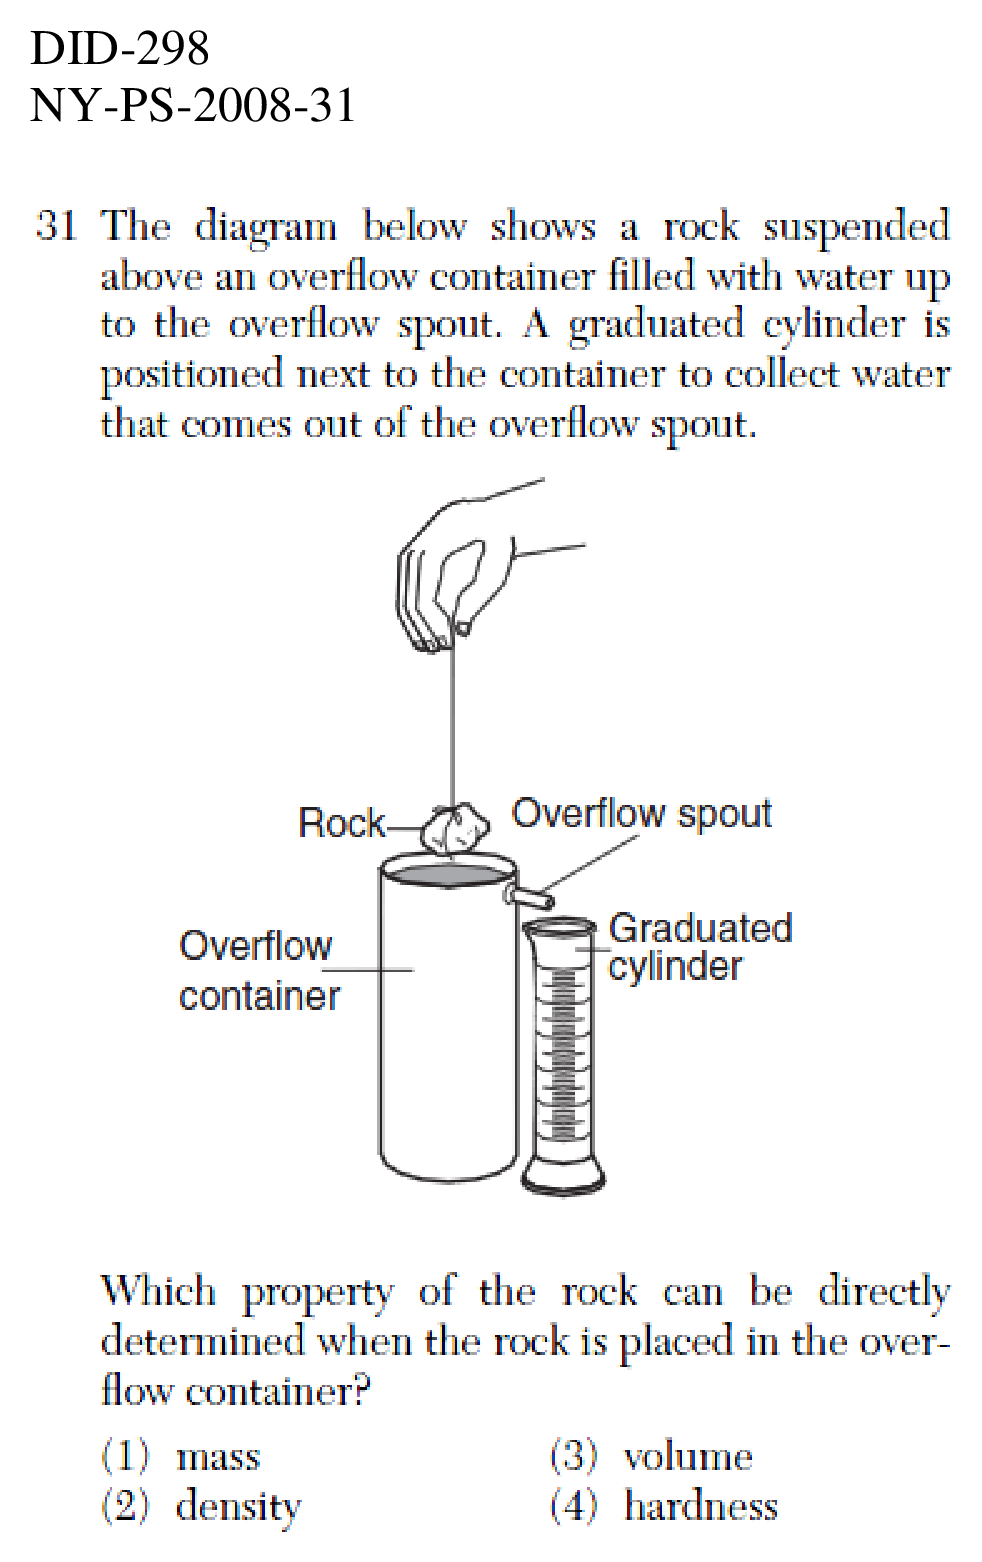 DID-298
NY-PS-2008-31
31 The diagram below shows a rock suspended
above an overflow container filled with water up
to the overflow spout. A graduated cylinder is
positioned next to the container to collect water
that comes out of the overflow spout.
Rock
Overflow spout
Overflow
container
Graduated
cylinder
Which property of the rock can be directly
determined when the rock is placed in the over-
flow container?
(1) mass
(2) density
(3) volume
(4) hardness